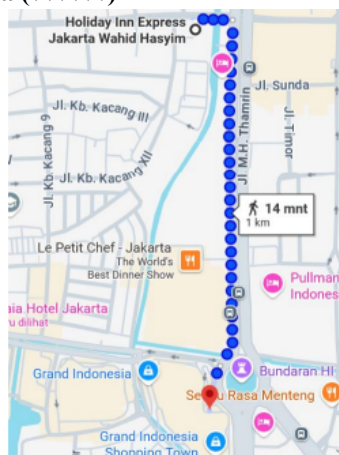 Holiday Inn Express
Jakarta Wahid Hasyim
Jl. Sunda
Jl. Kb. Kacang III
Jl. M.H. Thamrin
Jl. Timor
Jl. Kb. Kacang 9
Jl. Kb. Kacang XII
14 mnt
1 km
Le Petit Chef - Jakarta
The World's
Best Dinner Show
Pullman
Indones
aia Hotel Jakarta
ru dilihat
Grand Indonesia
Bundaran HI
Rasa Menteng
Grand Indonesia
Shopping Town